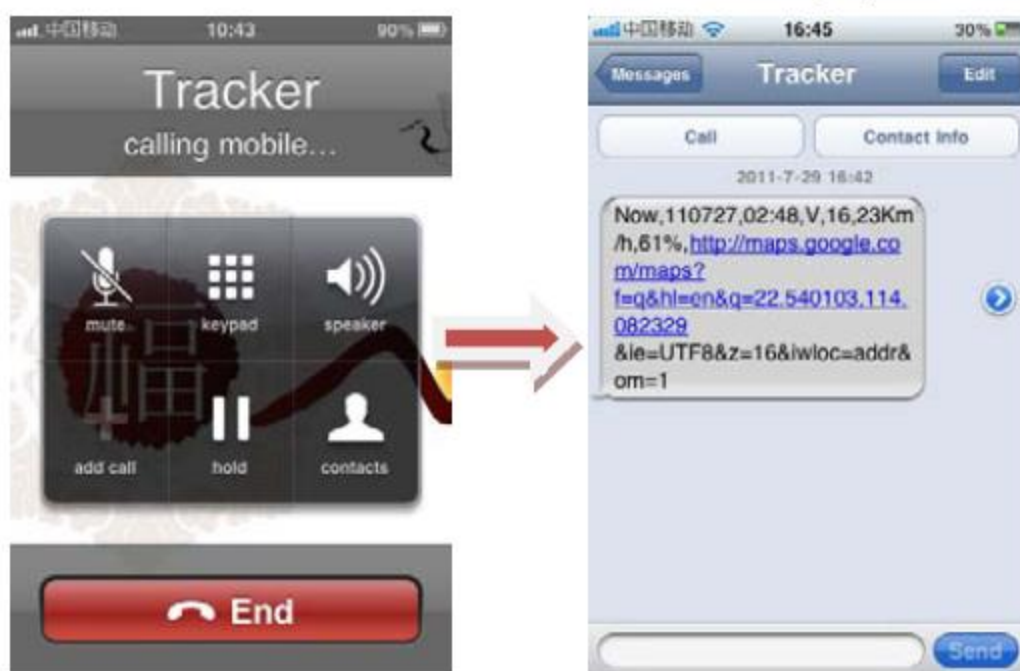 中国移动 10:43 90%
Tracker
calling mobile...
mute
keypad
speaker
福
add call
hold
contacts
End
中国移动 16:45 30%
Messages
Tracker
Edit
Call
Contact Info
2011-7-29 16:42
Now,110727,02:48,V,16,23Km
/h,61%,http://maps.google.co
m/maps?
f=q&hl=en&q=22.540103,114.
082329
&ie=UTF8&z=16&iwloc=addr&
om=1
Send